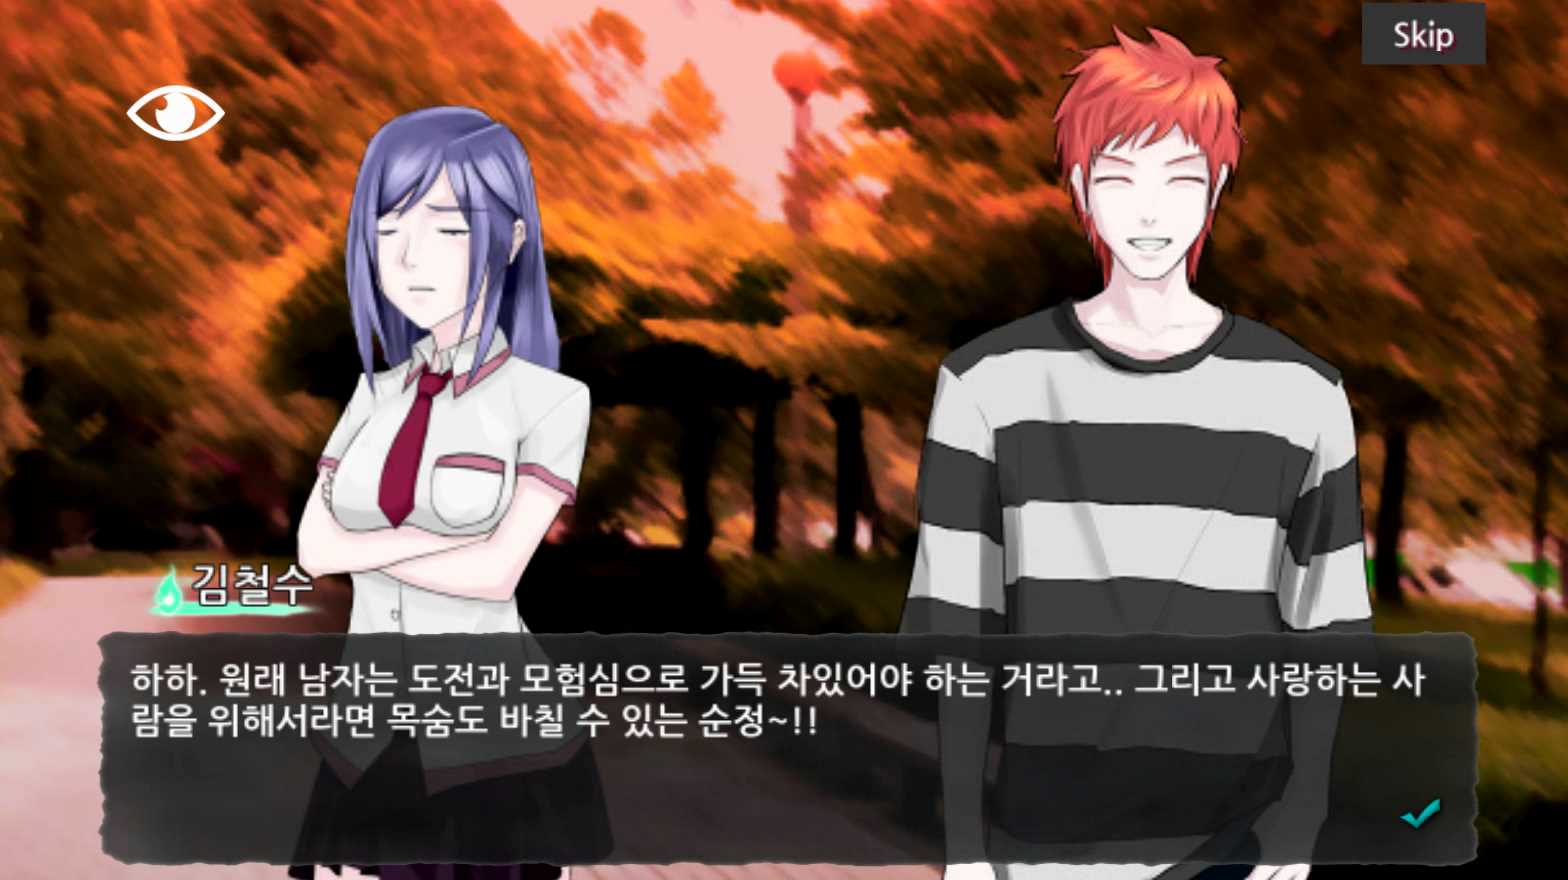 Skip
김철수
하하. 원래 남자는 도전과 모험심으로 가득 차있어야 하는 거라고.. 그리고 사랑하는 사
람을 위해서라면 목숨도 바칠 수 있는 순정~!!